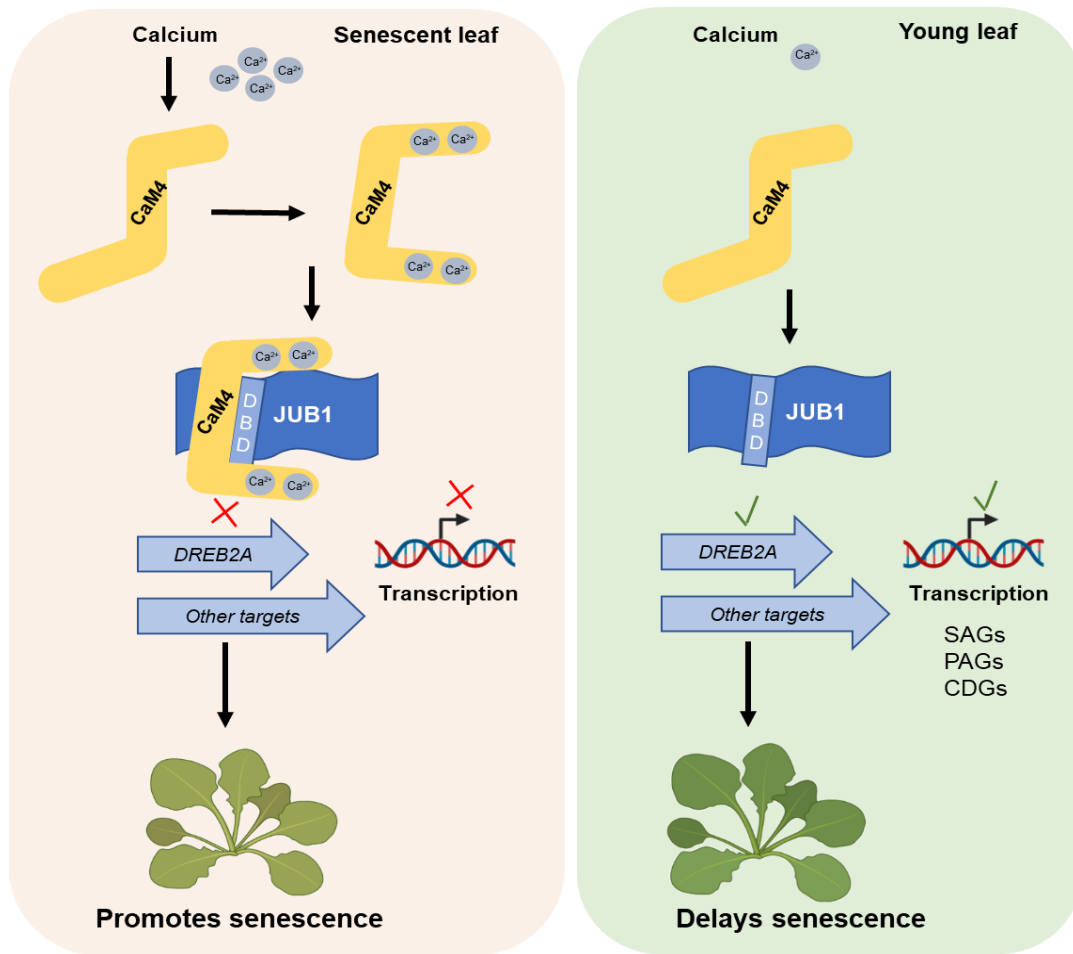 Calcium
Senescent leaf
Ca²⁺
Ca²⁺
Ca²⁺
Ca²⁺
CaM4
CaM4
Ca²⁺
Ca²⁺
Ca²⁺
Ca²⁺
CaM4
Ca²⁺
Ca²⁺
DBD
JUB1
Ca²⁺
Ca²⁺
DREB2A
Other targets
Transcription
Promotes senescence
Calcium
Young leaf
Ca²⁺
CaM4
DBD
JUB1
DREB2A
Other targets
Transcription
SAGs
PAGs
CDGs
Delays senescence